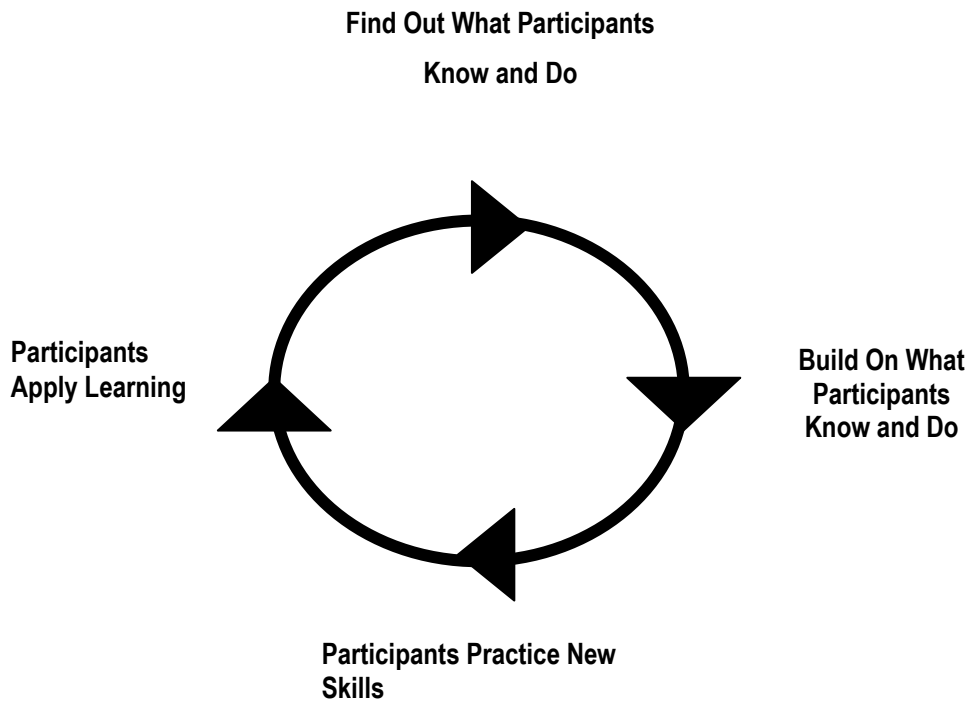 Find Out What Participants
Know and Do
Participants
Apply Learning
Build On What
Participants
Know and Do
Participants Practice New
Skills